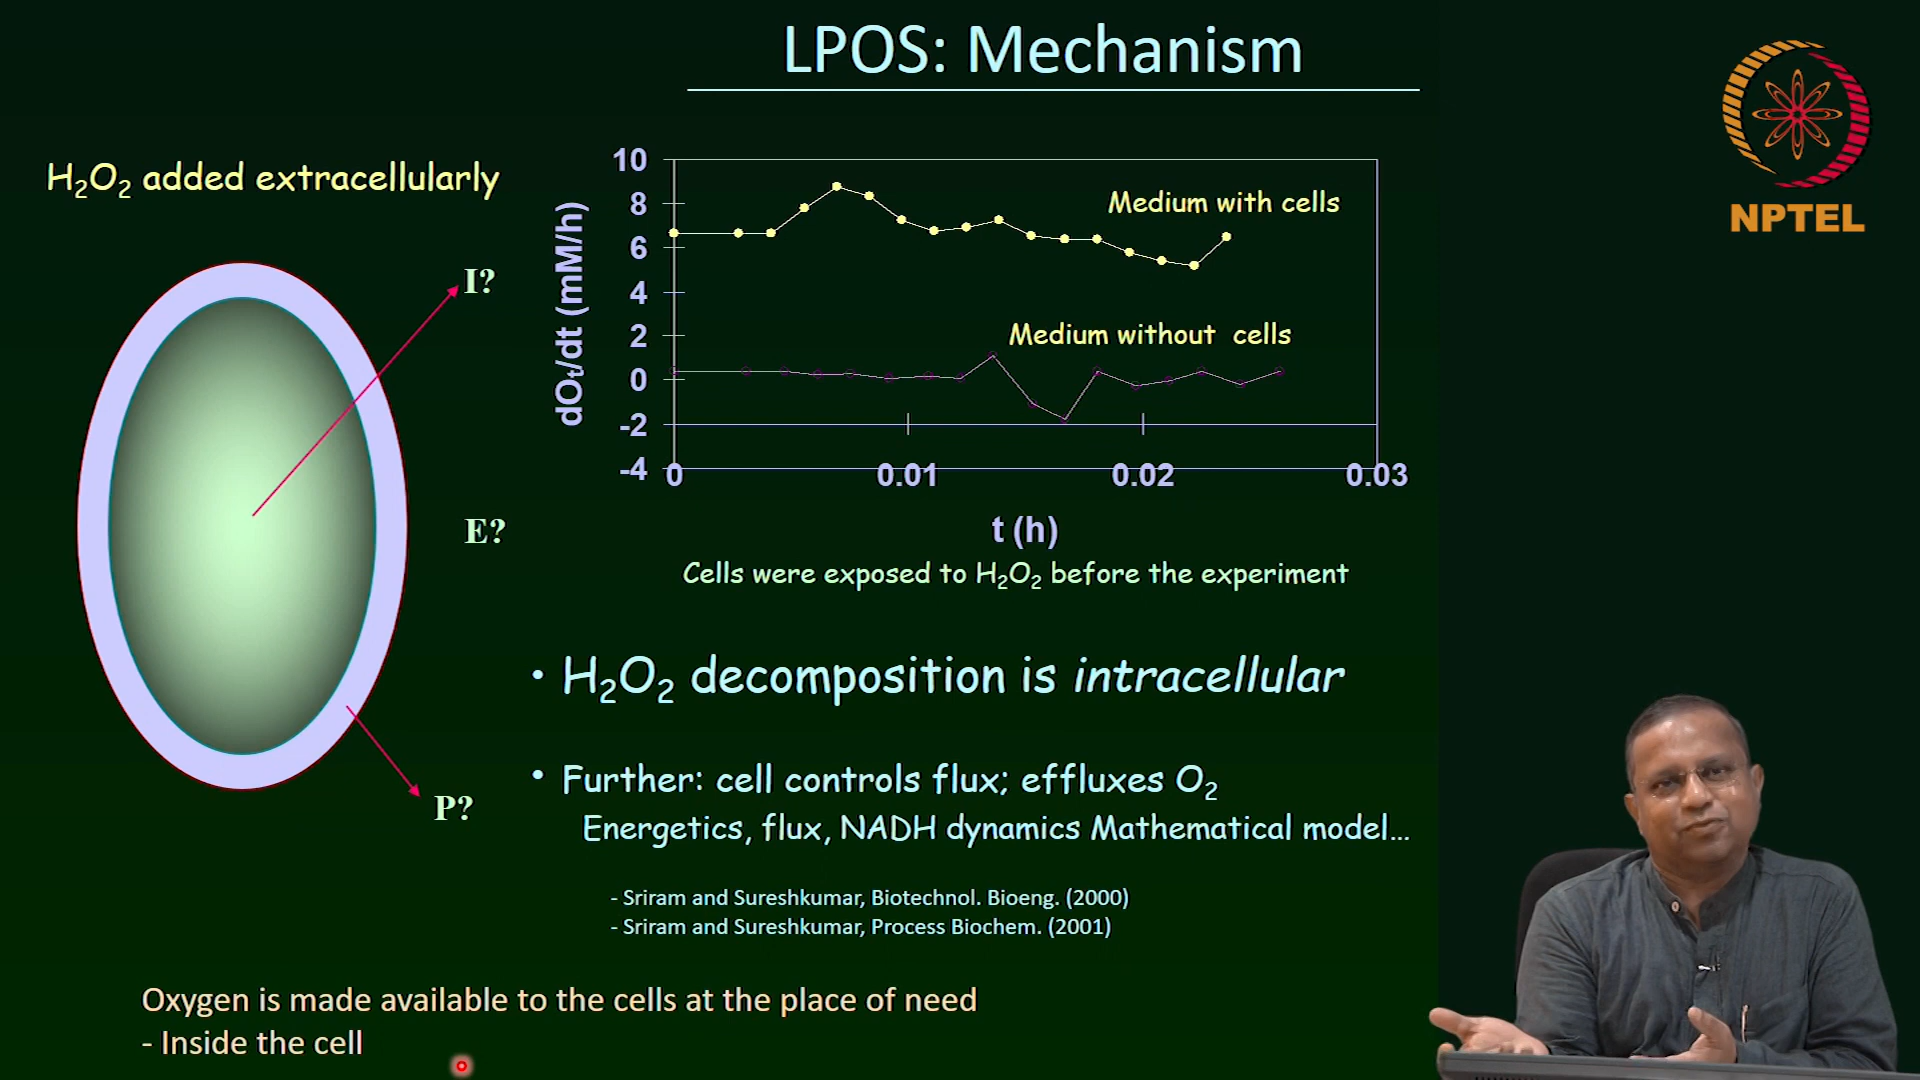 LPOS: Mechanism
NPTEL
H₂O₂ added extracellularly
I?
E?
P?
dOₜ/dt (mM/h)
10
8
6
4
2
0
-2
-4
Medium with cells
Medium without cells
0 0.01 0.02 0.03
t (h)
Cells were exposed to H₂O₂ before the experiment
• H₂O₂ decomposition is intracellular
• Further: cell controls flux; effluxes O₂
Energetics, flux, NADH dynamics Mathematical model...
- Sriram and Sureshkumar, Biotechnol. Bioeng. (2000)
- Sriram and Sureshkumar, Process Biochem. (2001)
Oxygen is made available to the cells at the place of need
- Inside the cell